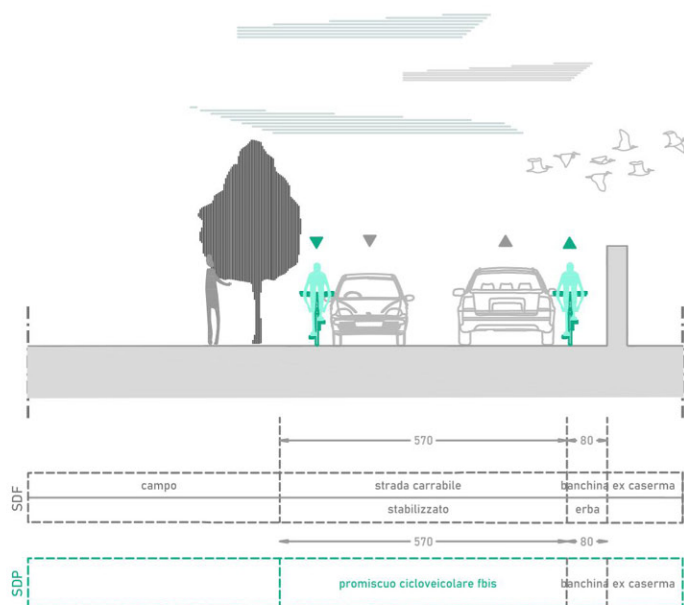 570 80
SDF
campo strada carrabile banchina ex caserma
stabilizzato erba
570 80
SDP
promiscuo cicloveicolare fbis banchina ex caserma